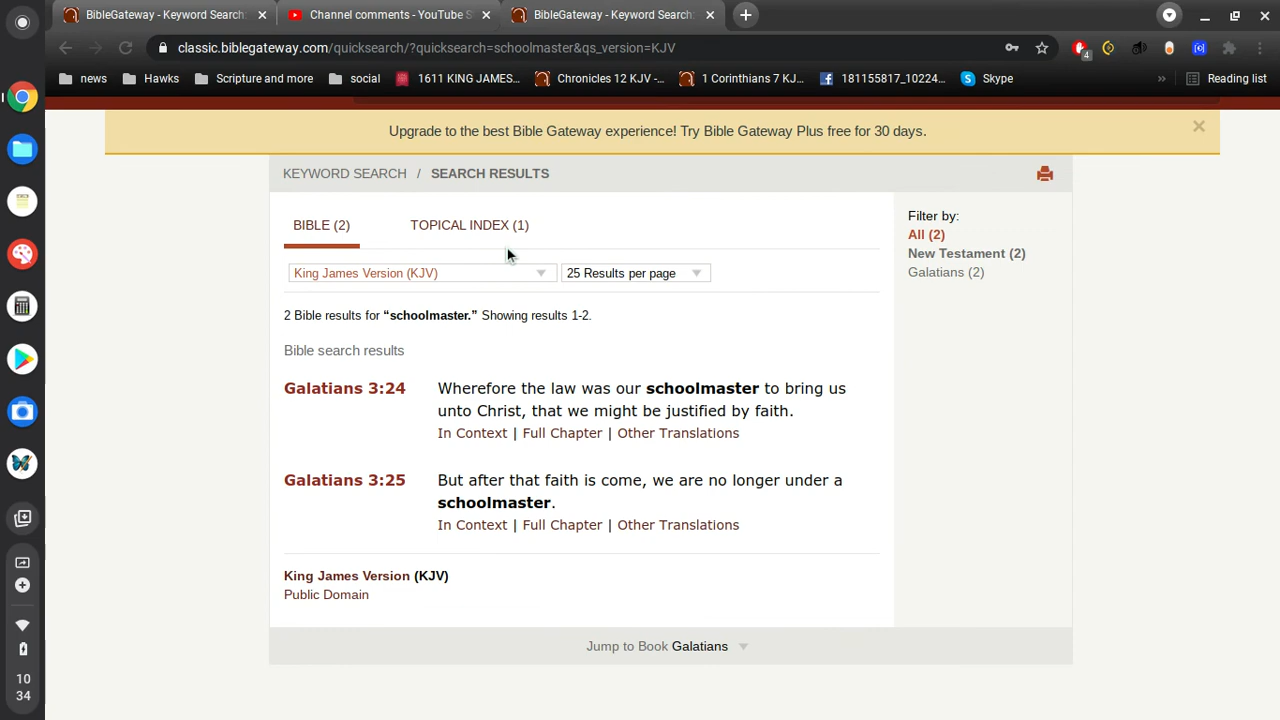 BibleGateway - Keyword Search:
Channel comments - YouTube S
BibleGateway - Keyword Search:
classic.biblegateway.com/quicksearch/?quicksearch=schoolmaster&qs_version=KJV
4
news
Hawks
Scripture and more
social
1611 KING JAMES...
Chronicles 12 KJV -...
1 Corinthians 7 KJ...
181155817_10224...
Skype
»
Reading list
Upgrade to the best Bible Gateway experience! Try Bible Gateway Plus free for 30 days.
KEYWORD SEARCH / SEARCH RESULTS
BIBLE (2)
TOPICAL INDEX (1)
King James Version (KJV)
25 Results per page
2 Bible results for “schoolmaster.” Showing results 1-2.
Bible search results
Galatians 3:24
Wherefore the law was our schoolmaster to bring us
unto Christ, that we might be justified by faith.
In Context | Full Chapter | Other Translations
Galatians 3:25
But after that faith is come, we are no longer under a
schoolmaster.
In Context | Full Chapter | Other Translations
King James Version (KJV)
Public Domain
Jump to Book Galatians
Filter by:
All (2)
New Testament (2)
Galatians (2)
10
34